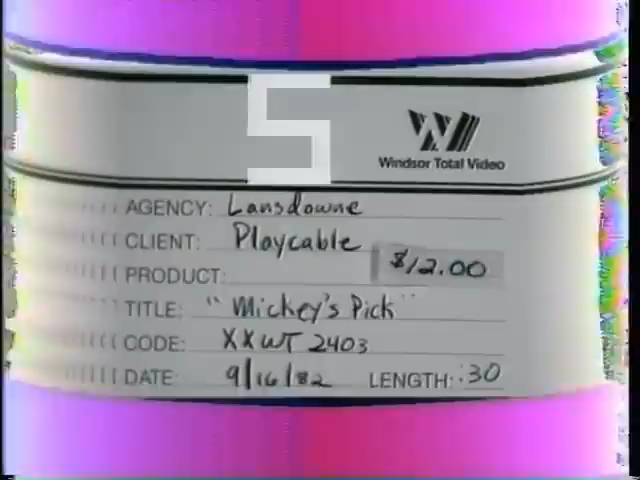 5
Windsor Total Video
AGENCY: Lansdowne
CLIENT: Playcable
$12.00
PRODUCT:
TITLE: "Mickey's Pick"
CODE: XXWT 2403
DATE: 9/16/82 LENGTH: :30